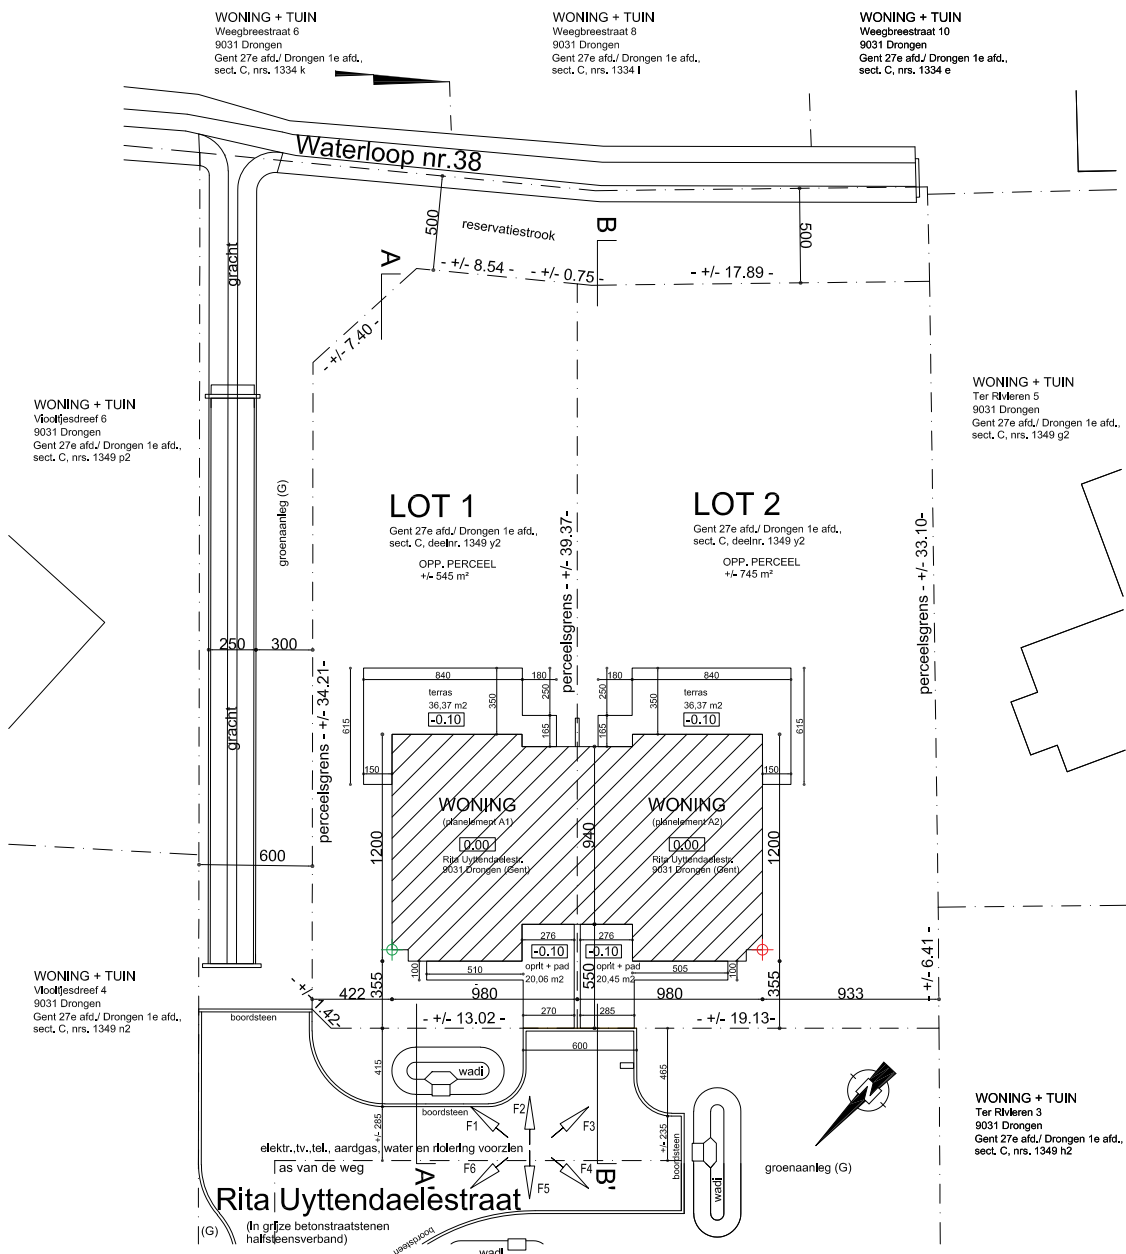 WONING + TUIN
Weegbreestraat 6
9031 Drongen
Gent 27e afd./ Drongen 1e afd.,
sect. C, nrs. 1334 k
WONING + TUIN
Weegbreestraat 8
9031 Drongen
Gent 27e afd./ Drongen 1e afd.,
sect. C, nrs. 1334 l
WONING + TUIN
Weegbreestraat 10
9031 Drongen
Gent 27e afd./ Drongen 1e afd.,
sect. C, nrs. 1334 e
Waterloop nr.38
500
reservatiestrook
B
500
A
gracht
- +/- 8.54 -
- +/- 0.75 -
- +/- 17.89 -
- +/- 7.40 -
WONING + TUIN
Viooltjesdreef 6
9031 Drongen
Gent 27e afd./ Drongen 1e afd.,
sect. C, nrs. 1349 p2
WONING + TUIN
Ter Rivieren 5
9031 Drongen
Gent 27e afd./ Drongen 1e afd.,
sect. C, nrs. 1349 g2
groenaanleg (G)
LOT 1
Gent 27e afd./ Drongen 1e afd.,
sect. C, deelnr. 1349 y2
OPP. PERCEEL
+/- 545 m²
perceelsgrens - +/- 39.37-
LOT 2
Gent 27e afd./ Drongen 1e afd.,
sect. C, deelnr. 1349 y2
OPP. PERCEEL
+/- 745 m²
perceelsgrens - +/- 33.10-
250
300
gracht
perceelsgrens - +/- 34.21-
840
180
180
840
terras
36,37 m2
-0.10
350
250
165
615
150
terras
36,37 m2
-0.10
350
250
165
615
150
WONING
(planelement A1)
0.00
Rita Uyttendaelestr.
9031 Drongen (Gent)
WONING
(planelement A2)
0.00
Rita Uyttendaelestr.
9031 Drongen (Gent)
1200
940
1200
600
276
276
-0.10
-0.10
oprit + pad
20,06 m2
oprit + pad
20,45 m2
550
100
510
505
100
355
355
- +/- 6.41 -
422
980
980
933
- +/- 1.42-
- +/- 13.02 -
270
285
- +/- 19.13-
WONING + TUIN
Viooltjesdreef 4
9031 Drongen
Gent 27e afd./ Drongen 1e afd.,
sect. C, nrs. 1349 n2
boordsteen
600
415
465
wadi
boordsteen
+/- 285
+/- 235
boordsteen
F1
F2
F3
F4
F5
F6
N
WONING + TUIN
Ter Rivieren 3
9031 Drongen
Gent 27e afd./ Drongen 1e afd.,
sect. C, nrs. 1349 h2
elektr.,tv.,tel., aardgas, water en riolering voorzien
as van de weg
A'
B'
wadi
groenaanleg (G)
Rita Uyttendaelestraat
(in grijze betonstraatstenen
halfsteensverband)
(G)
boordsteen
wadi